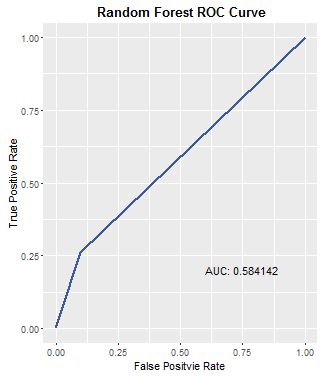 Random Forest ROC Curve
True Positive Rate
1.00
0.75
0.50
0.25
0.00
AUC: 0.584142
0.00 0.25 0.50 0.75 1.00
False Positvie Rate